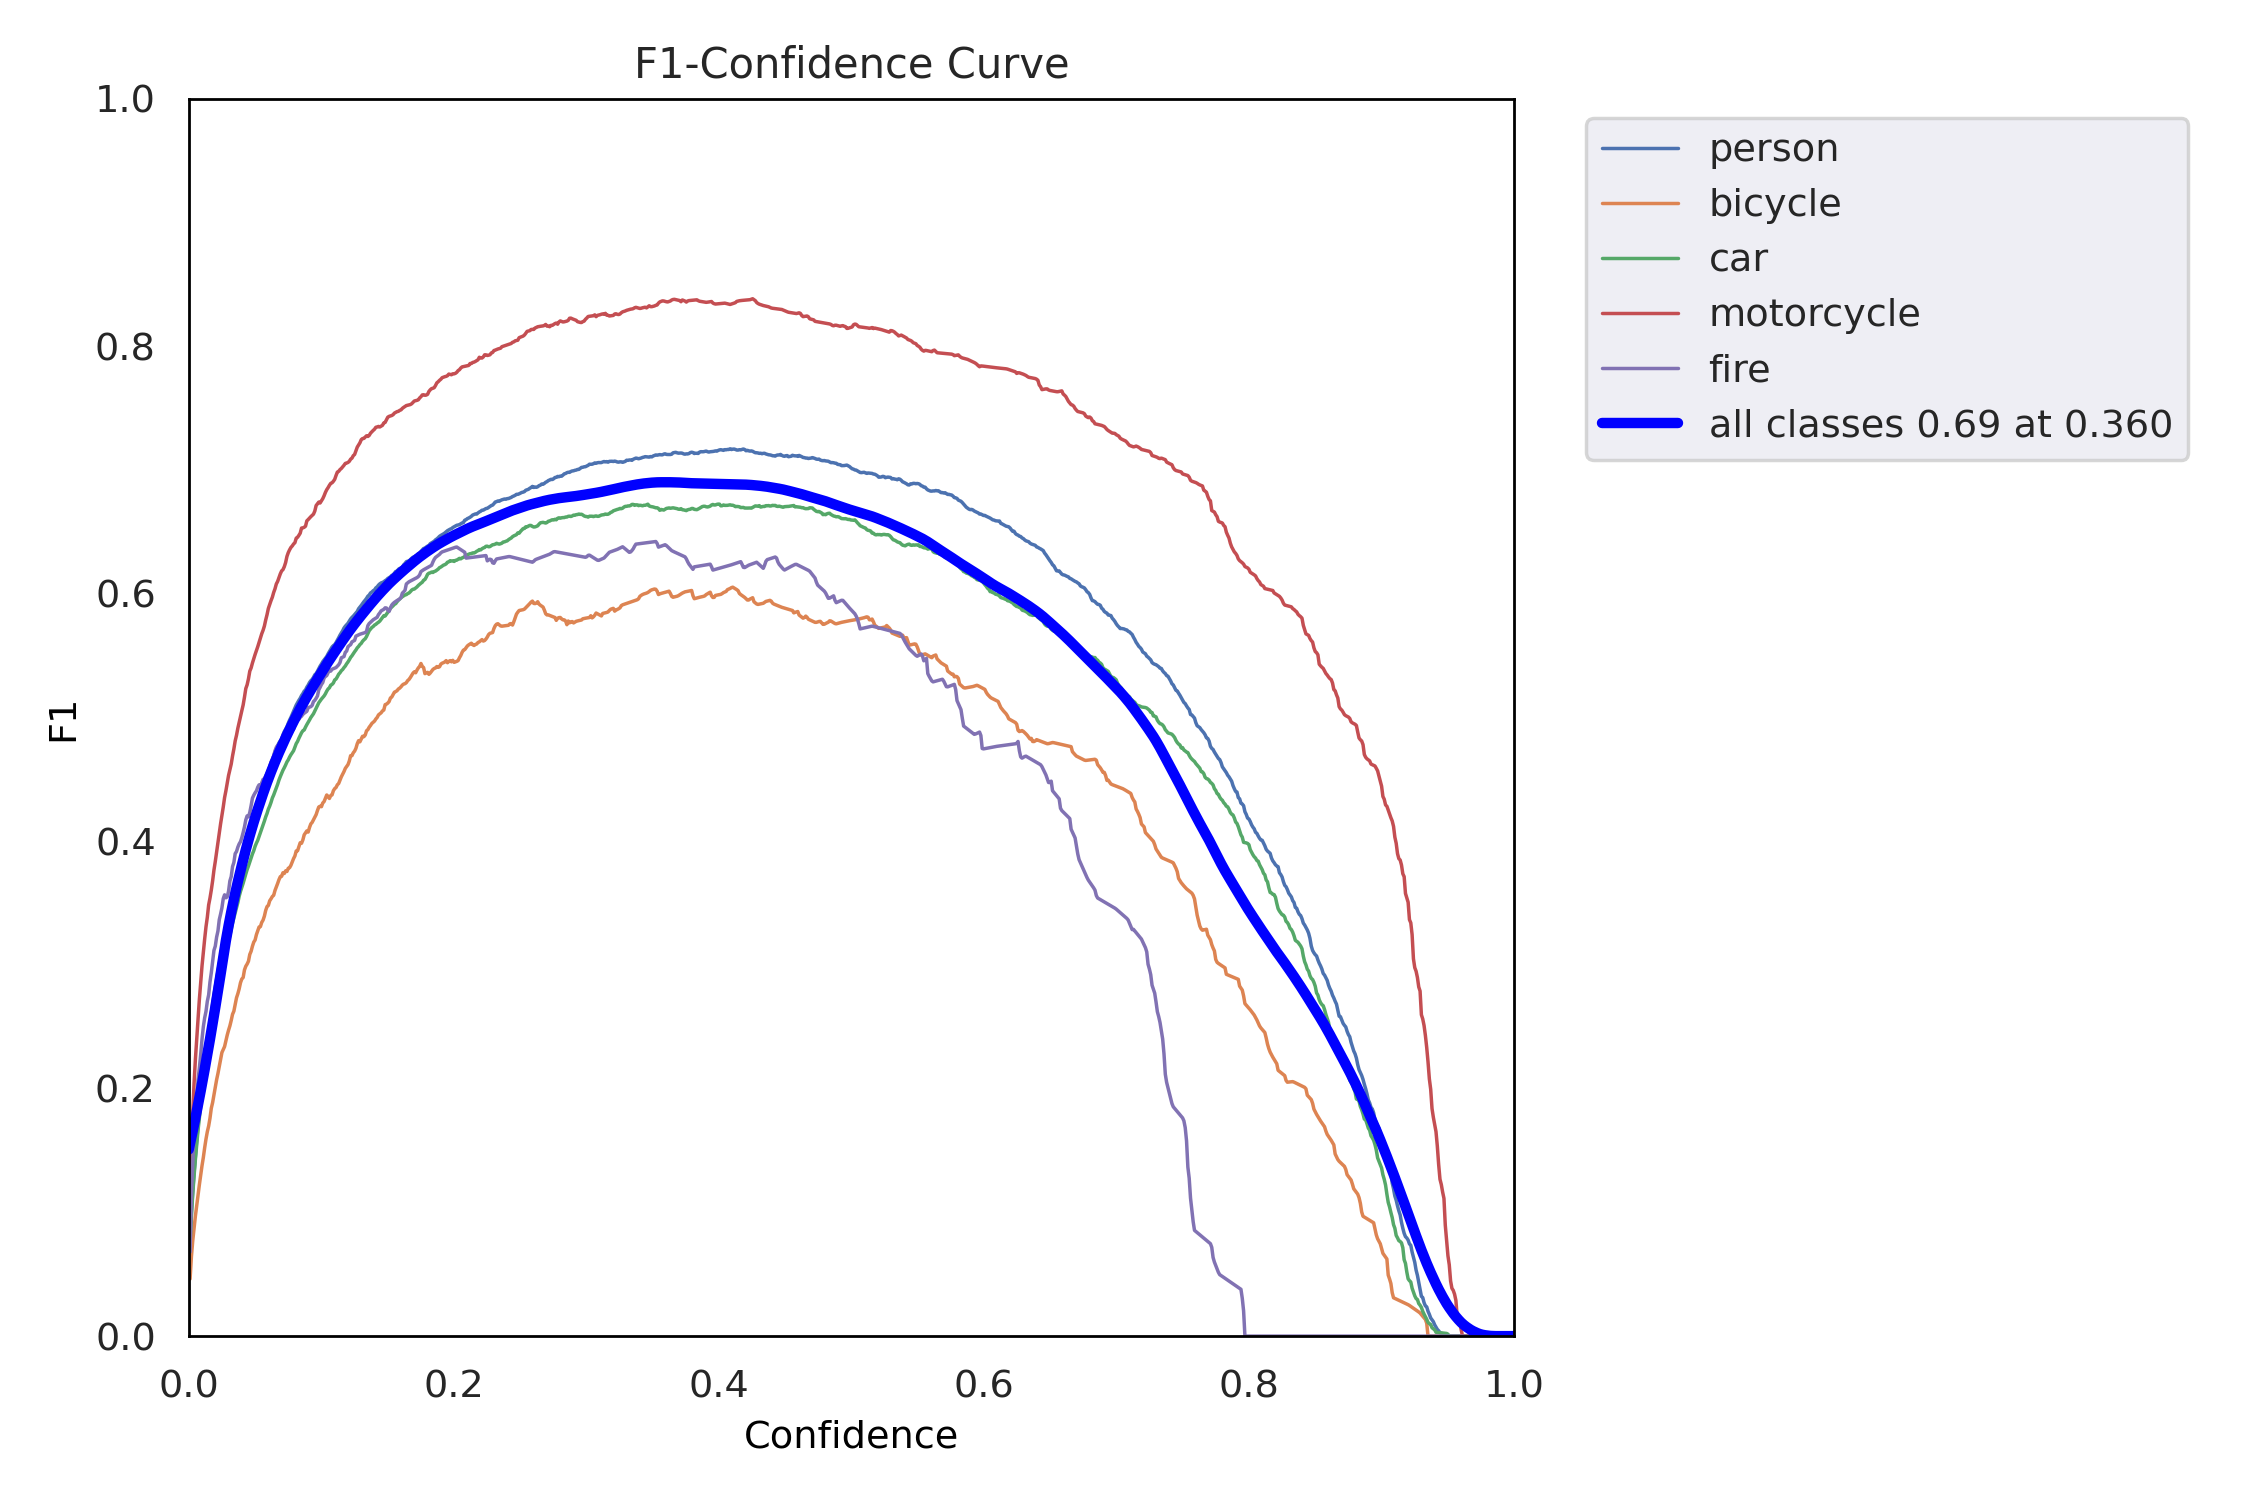 F1-Confidence Curve
1.0
0.8
0.6
0.4
0.2
0.0
F1
0.0 0.2 0.4 0.6 0.8 1.0
Confidence
person
bicycle
car
motorcycle
fire
all classes 0.69 at 0.360